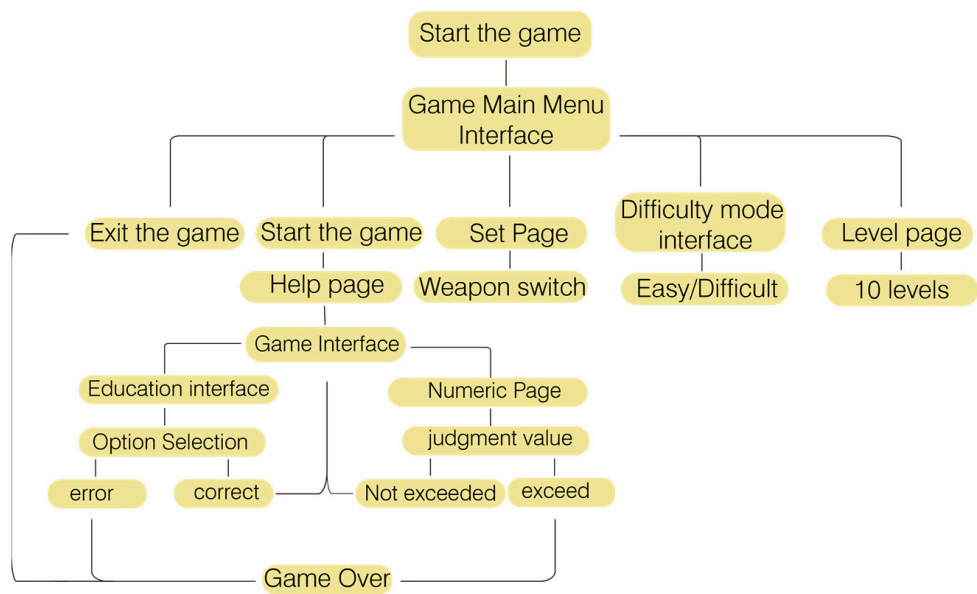 Start the game
Game Main Menu
Interface
Exit the game
Start the game
Set Page
Difficulty mode
interface
Level page
Help page
Weapon switch
Easy/Difficult
10 levels
Game Interface
Education interface
Numeric Page
Option Selection
judgment value
error
correct
Not exceeded
exceed
Game Over